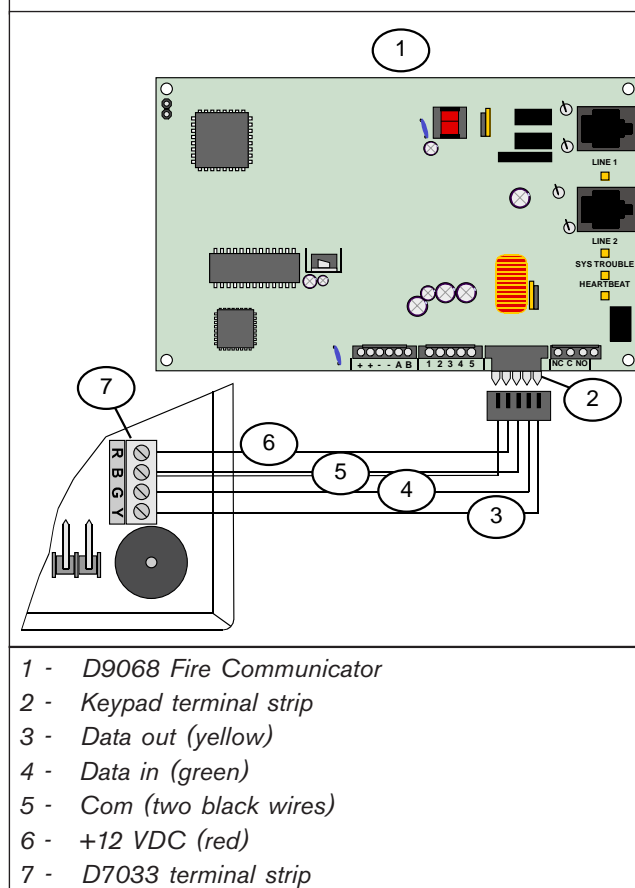 1
LINE 1
LINE 2
SYS TROUBLE
HEARTBEAT
+ + - - A B
1 2 3 4 5
NC C NO
7
2
6
R
B
G
Y
5
4
3
1 - D9068 Fire Communicator
2 - Keypad terminal strip
3 - Data out (yellow)
4 - Data in (green)
5 - Com (two black wires)
6 - +12 VDC (red)
7 - D7033 terminal strip